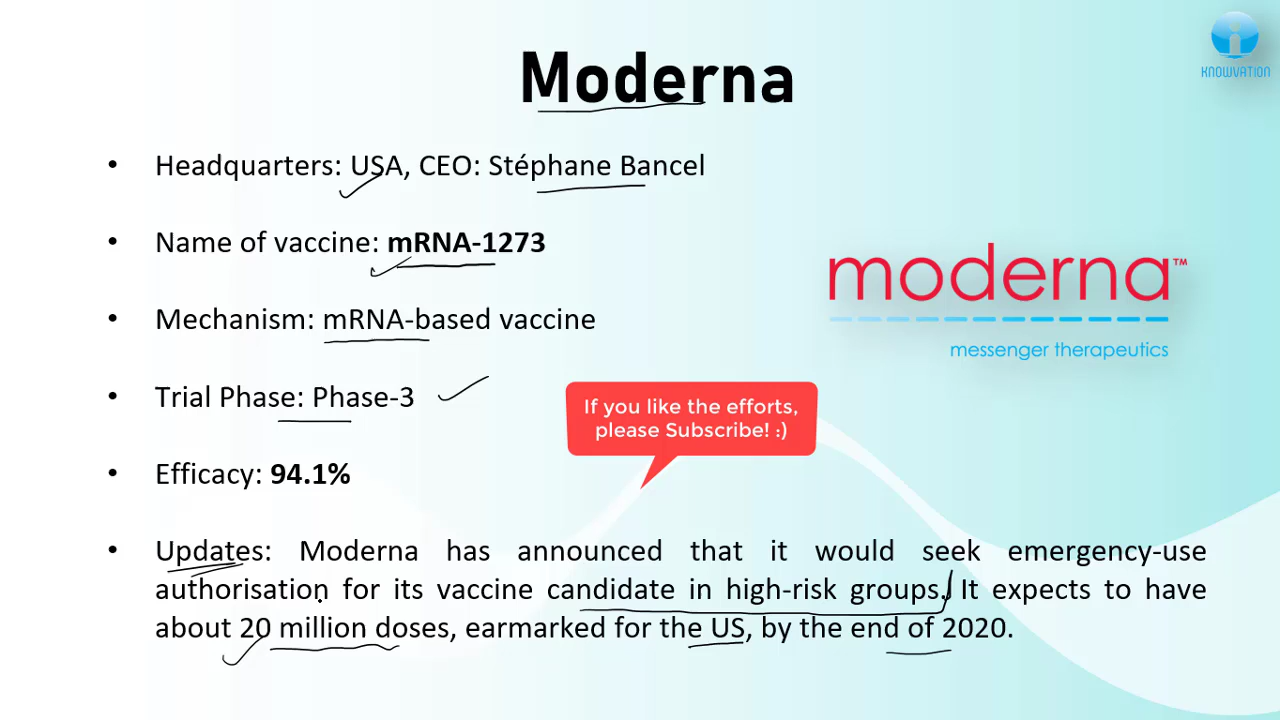 Moderna
KNOWVATION
• Headquarters: USA, CEO: Stéphane Bancel
• Name of vaccine: mRNA-1273
• Mechanism: mRNA-based vaccine
• Trial Phase: Phase-3
• Efficacy: 94.1%
• Updates: Moderna has announced that it would seek emergency-use
authorisation for its vaccine candidate in high-risk groups. It expects to have
about 20 million doses, earmarked for the US, by the end of 2020.
moderna™
messenger therapeutics
If you like the efforts,
please Subscribe! :)